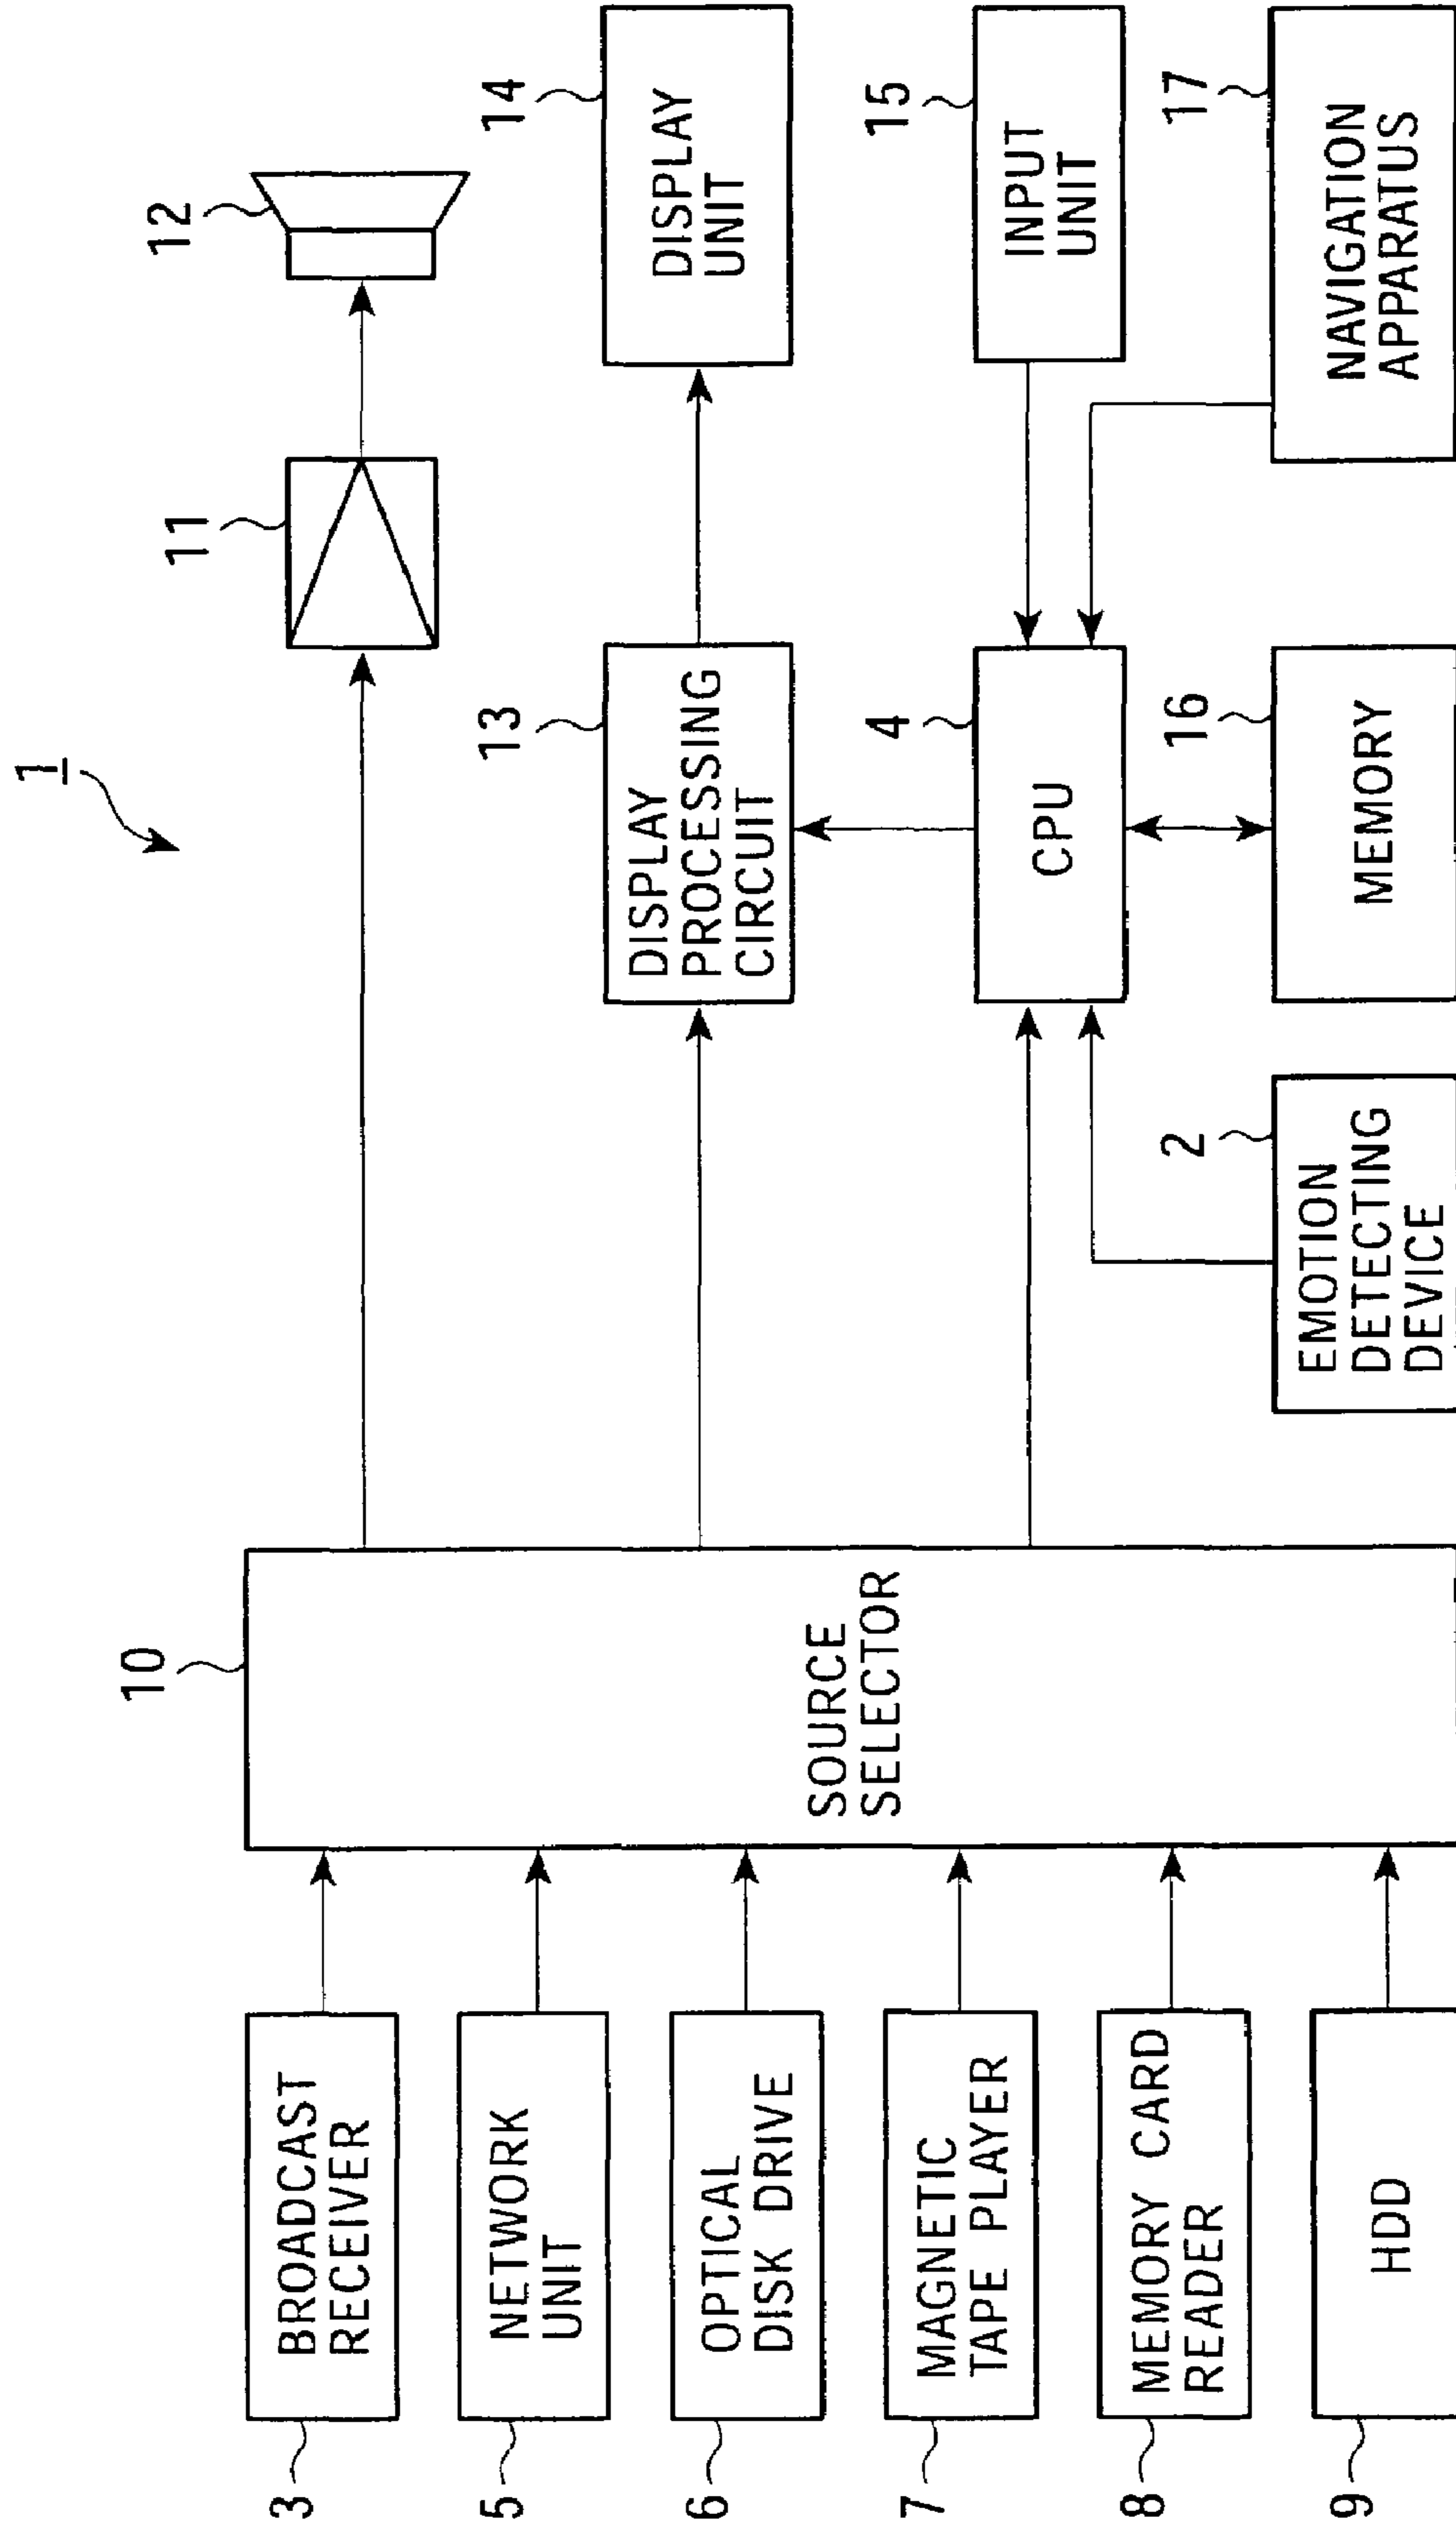 1
3
BROADCAST
RECEIVER
5
NETWORK
UNIT
6
OPTICAL
DISK DRIVE
7
MAGNETIC
TAPE PLAYER
8
MEMORY CARD
READER
9
HDD
10
SOURCE
SELECTOR
11
12
13
DISPLAY
PROCESSING
CIRCUIT
14
DISPLAY
UNIT
4
CPU
15
INPUT
UNIT
2
EMOTION
DETECTING
DEVICE
16
MEMORY
17
NAVIGATION
APPARATUS